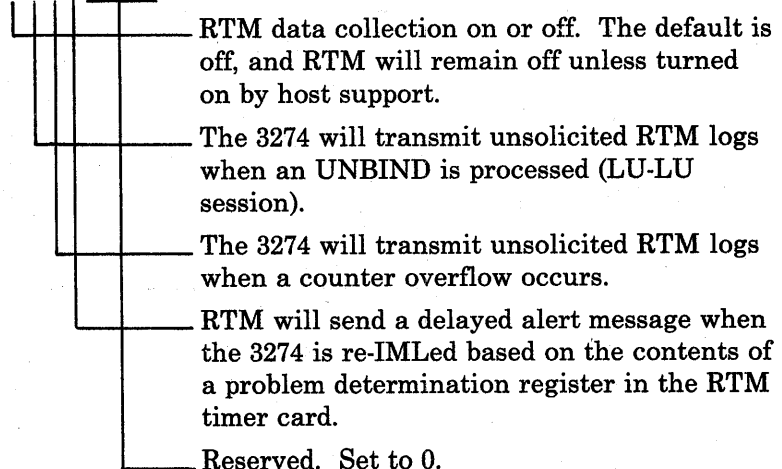 RTM data collection on or off. The default is
off, and RTM will remain off unless turned
on by host support.
The 3274 will transmit unsolicited RTM logs
when an UNBIND is processed (LU-LU
session).
The 3274 will transmit unsolicited RTM logs
when a counter overflow occurs.
RTM will send a delayed alert message when
the 3274 is re-IMLed based on the contents of
a problem determination register in the RTM
timer card.
Reserved. Set to 0.